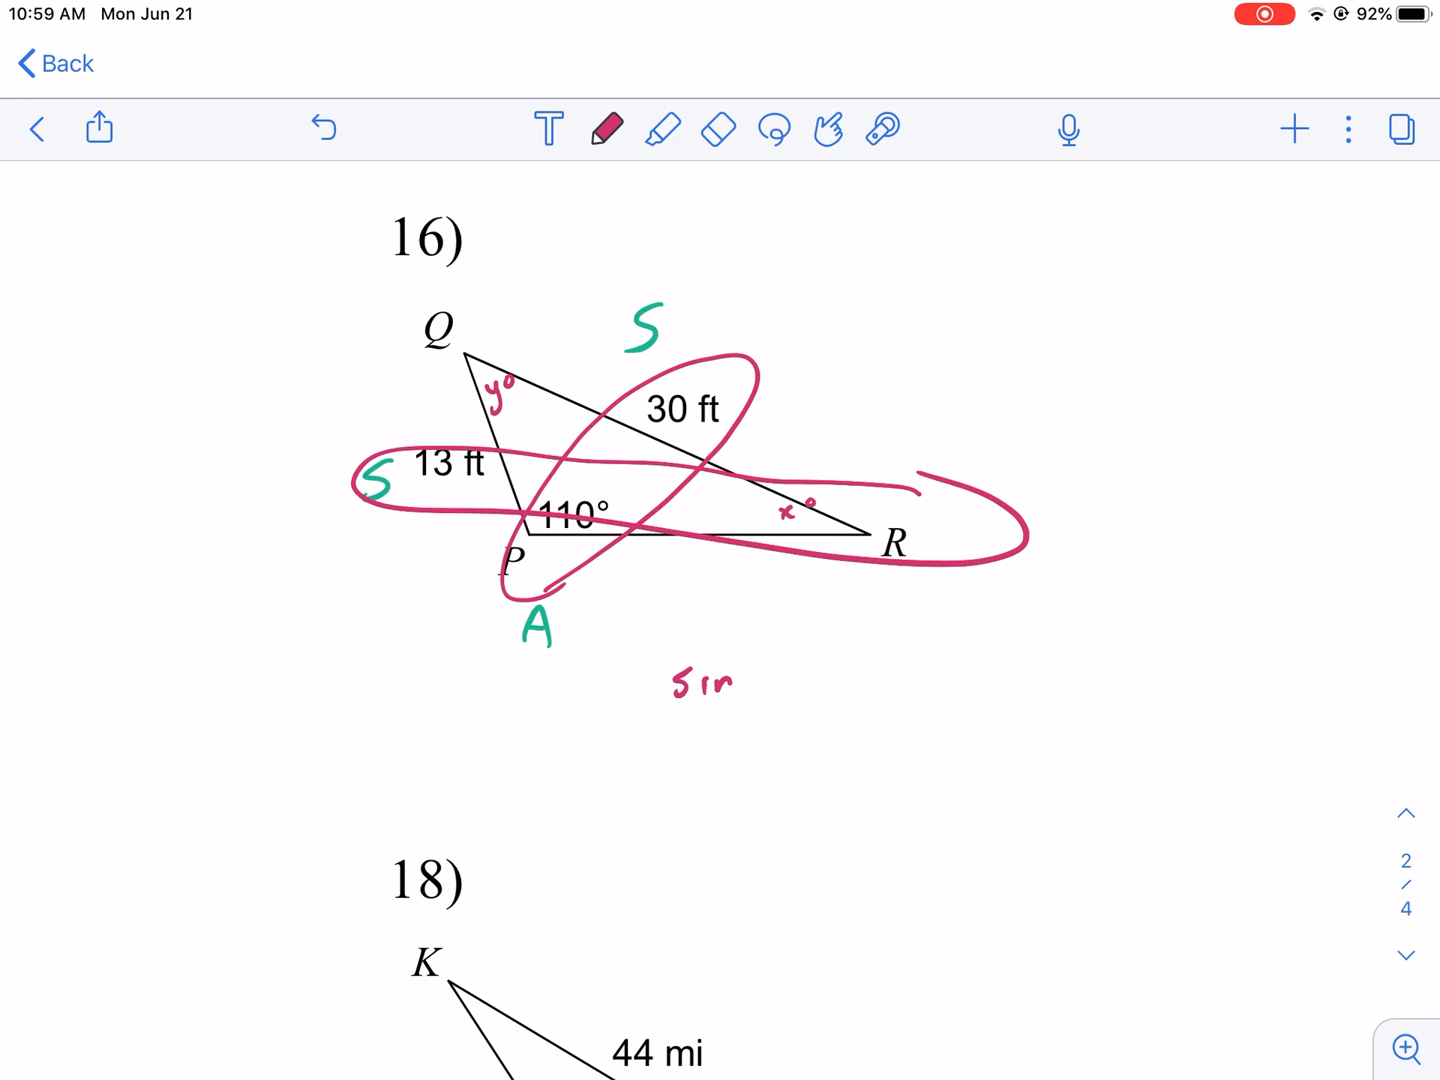 10:59 AM Mon Jun 21
92%
Back
16)
Q
S
y°
30 ft
S 13 ft
110°
x°
P
R
A
sin
2
/
4
18)
K
44 mi